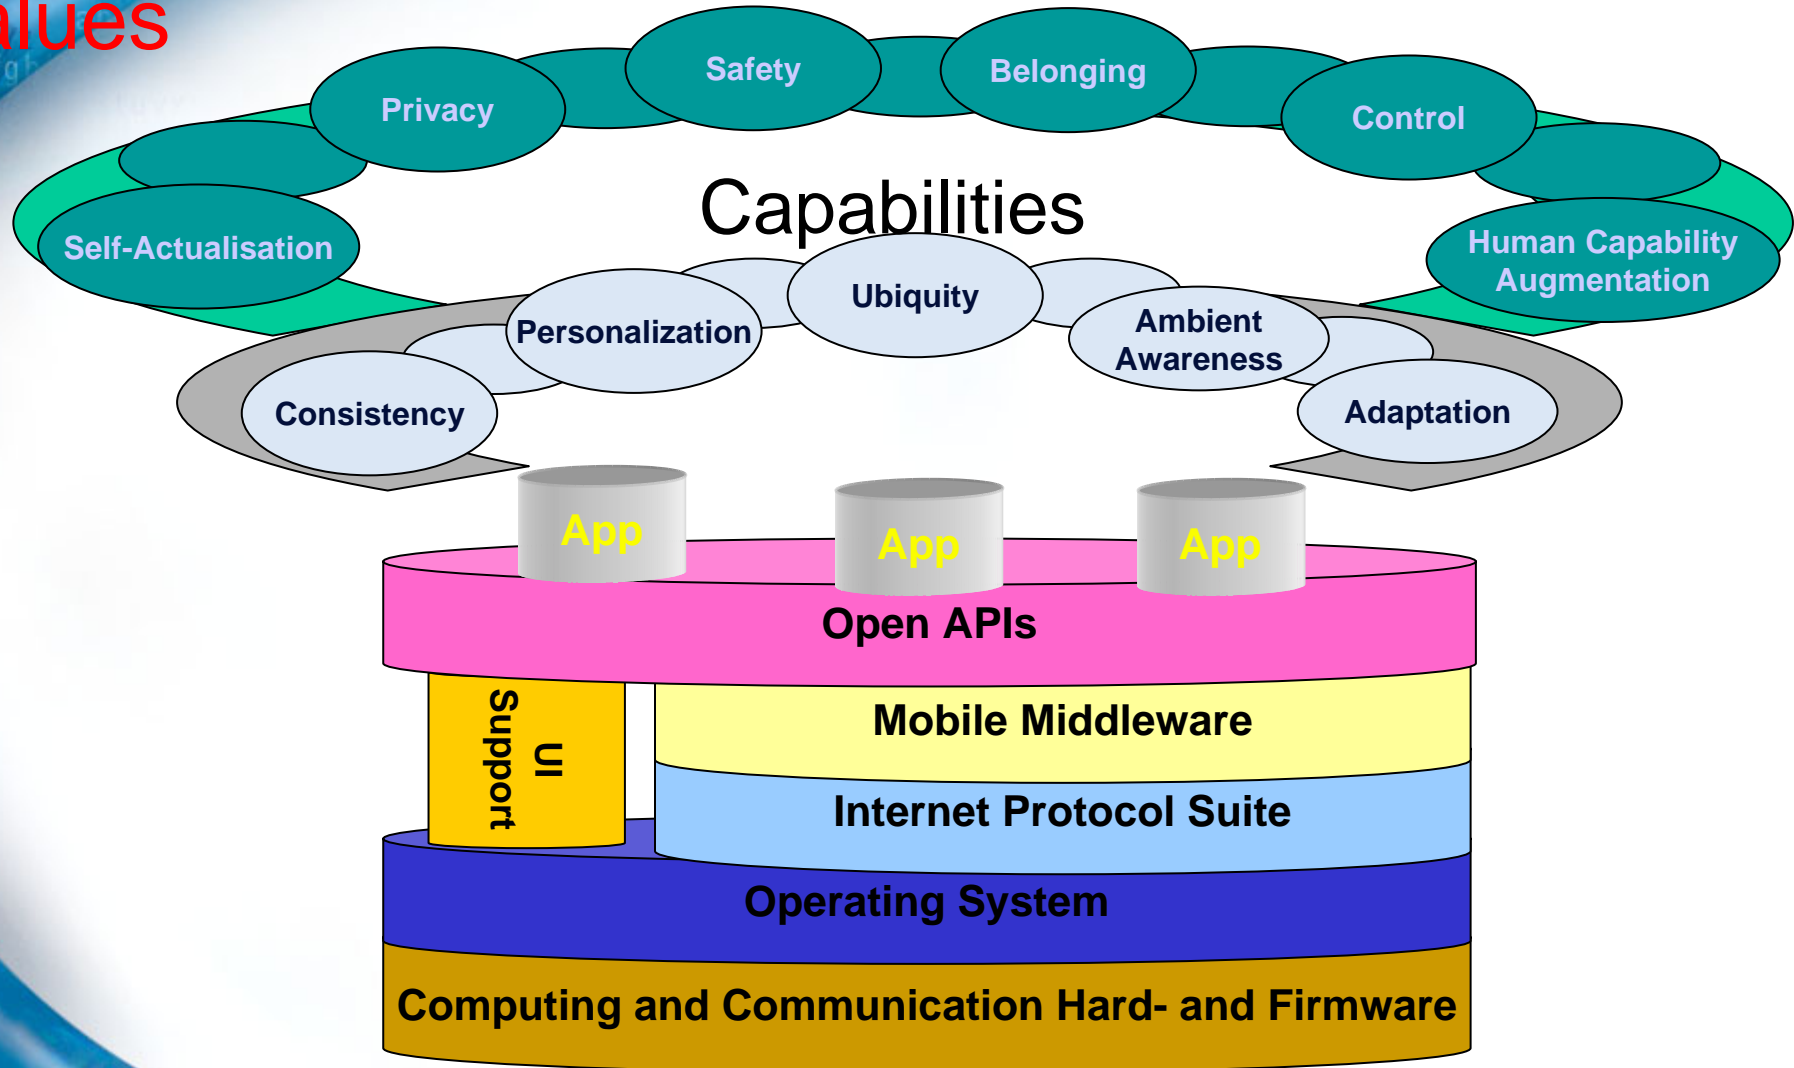 alues
Safety
Belonging
Privacy
Control
Capabilities
Self-Actualisation
Human Capability
Augmentation
Ubiquity
Personalization
Ambient
Awareness
Consistency
Adaptation
App
App
App
Open APIs
UI
Support
Mobile Middleware
Internet Protocol Suite
Operating System
Computing and Communication Hard- and Firmware